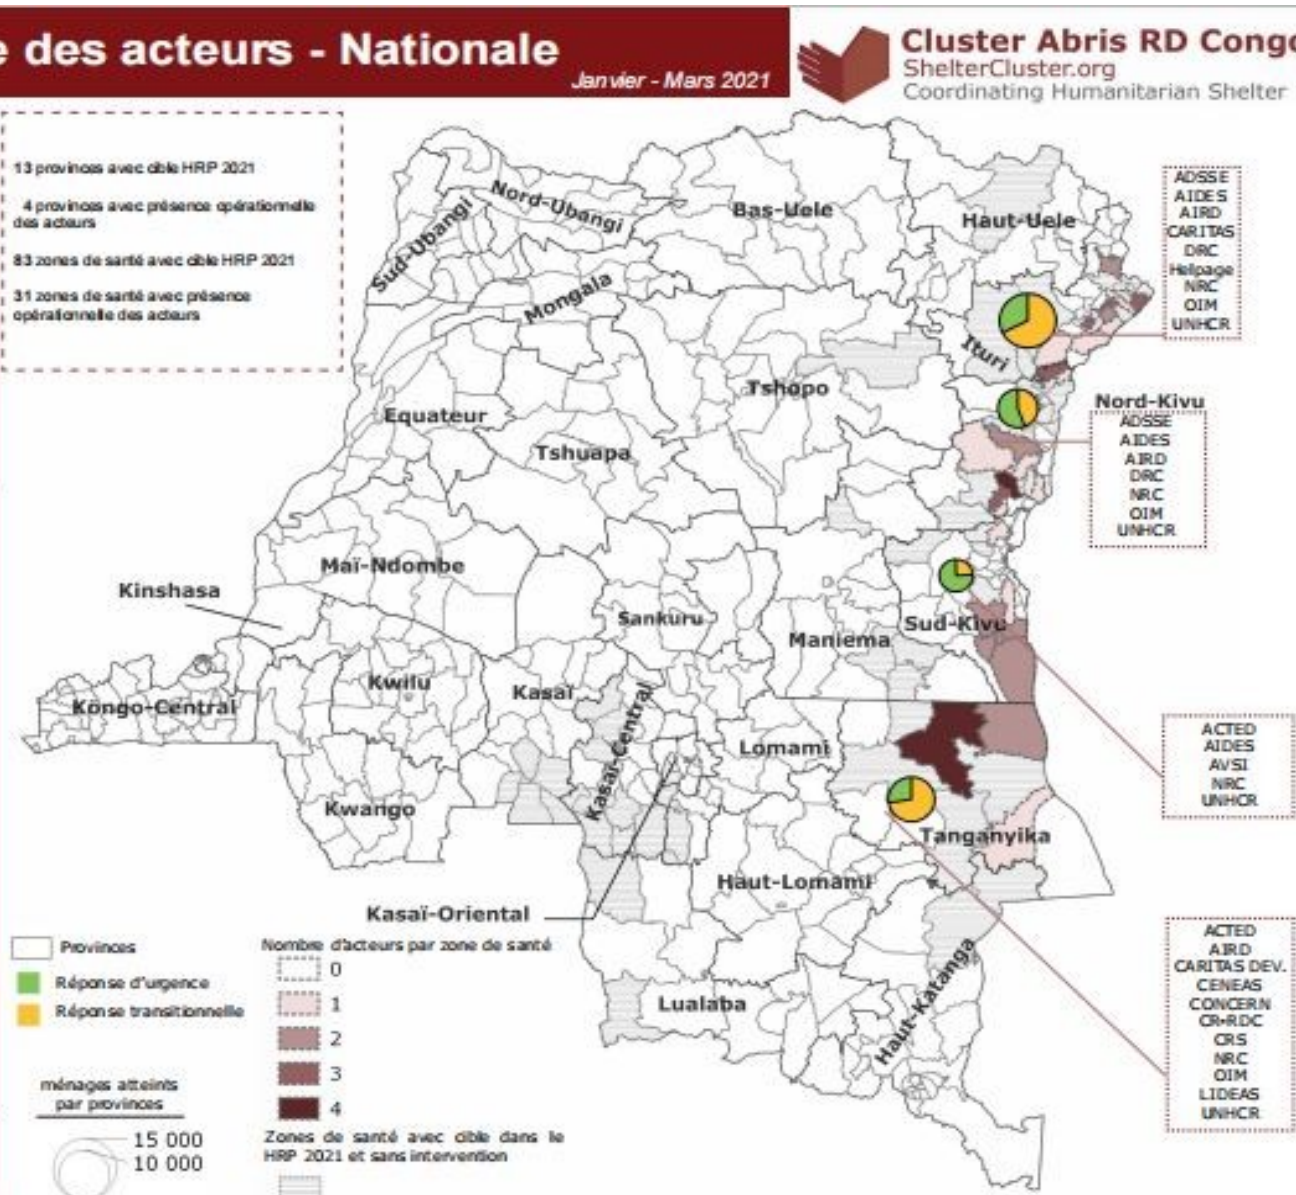 e des acteurs - Nationale
Janvier - Mars 2021
Cluster Abris RD Congo
ShelterCluster.org
Coordinating Humanitarian Shelter
13 provinces avec cible HRP 2021
4 provinces avec présence opérationnelle
des acteurs
83 zones de santé avec cible HRP 2021
31 zones de santé avec présence
opérationnelle des acteurs
Nord-Ubangi
Sud-Ubangi
Bas-Uele
Haut-Uele
Mongala
Ituri
Tshopo
Equateur
Tshuapa
Nord-Kivu
Maï-Ndombe
Kinshasa
Sankuru
Maniema
Sud-Kivu
Kwilu
Kasaï
Kongo-Central
Kasaï-Central
Lomami
Kwango
Tanganyika
Haut-Lomami
Kasaï-Oriental
Lualaba
Haut-Katanga
ADSSE
AIDES
AIRD
CARITAS
DRC
Helpage
NRC
OIM
UNHCR
ADSSE
AIDES
AIRD
DRC
NRC
OIM
UNHCR
ACTED
AIDES
AVSI
NRC
UNHCR
ACTED
AIRD
CARITAS DEV.
CENEAS
CONCERN
CR-RDC
CRS
NRC
OIM
LIDEAS
UNHCR
Provinces
Réponse d'urgence
Réponse transitionnelle
ménages atteints
par provinces
15 000
10 000
Nombre d'acteurs par zone de santé
0
1
2
3
4
Zones de santé avec cible dans le
HRP 2021 et sans intervention